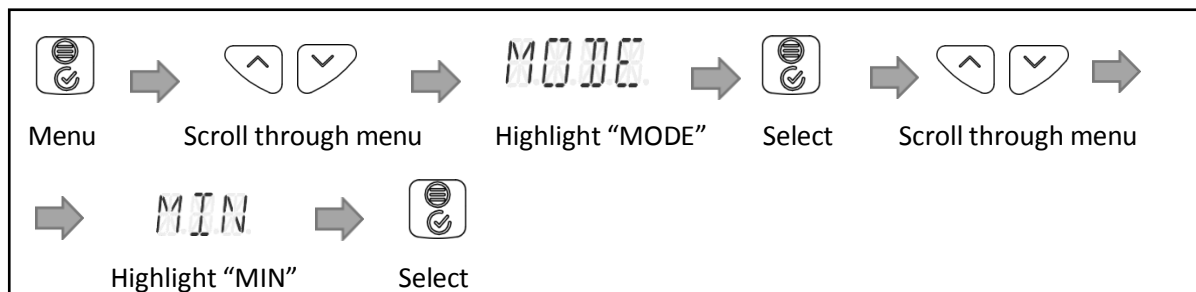 MODE
Menu Scroll through menu Highlight “MODE” Select Scroll through menu
MIN
Highlight “MIN” Select